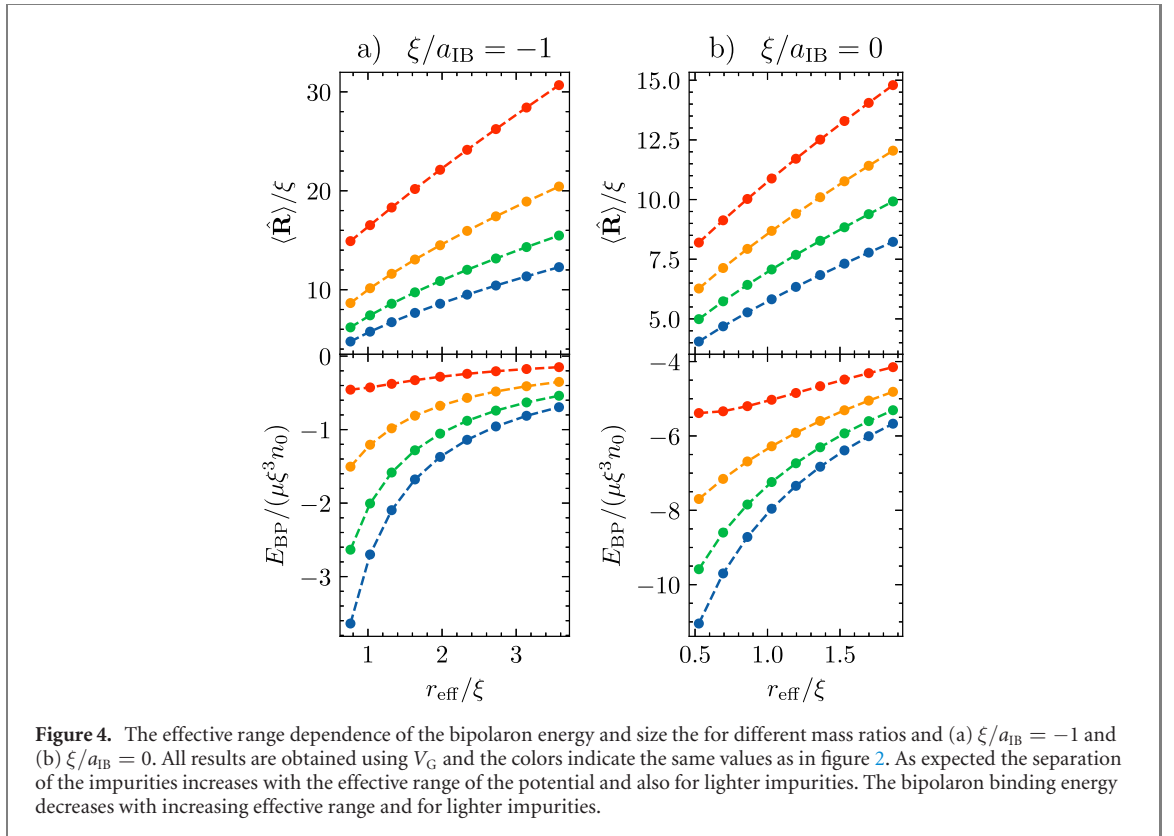 a) ξ/a_IB = −1
b) ξ/a_IB = 0
30
20
10
0
⟨R̂⟩/ξ
15.0
12.5
10.0
7.5
5.0
⟨R̂⟩/ξ
−1
−2
−3
E_BP/(μξ³n₀)
−4
−6
−8
−10
E_BP/(μξ³n₀)
1 2 3
r_eff/ξ
0.5 1.0 1.5
r_eff/ξ
Figure 4. The effective range dependence of the bipolaron energy and size the for different mass ratios and (a) ξ/a_IB = −1 and
(b) ξ/a_IB = 0. All results are obtained using V_G and the colors indicate the same values as in figure 2. As expected the separation
of the impurities increases with the effective range of the potential and also for lighter impurities. The bipolaron binding energy
decreases with increasing effective range and for lighter impurities.